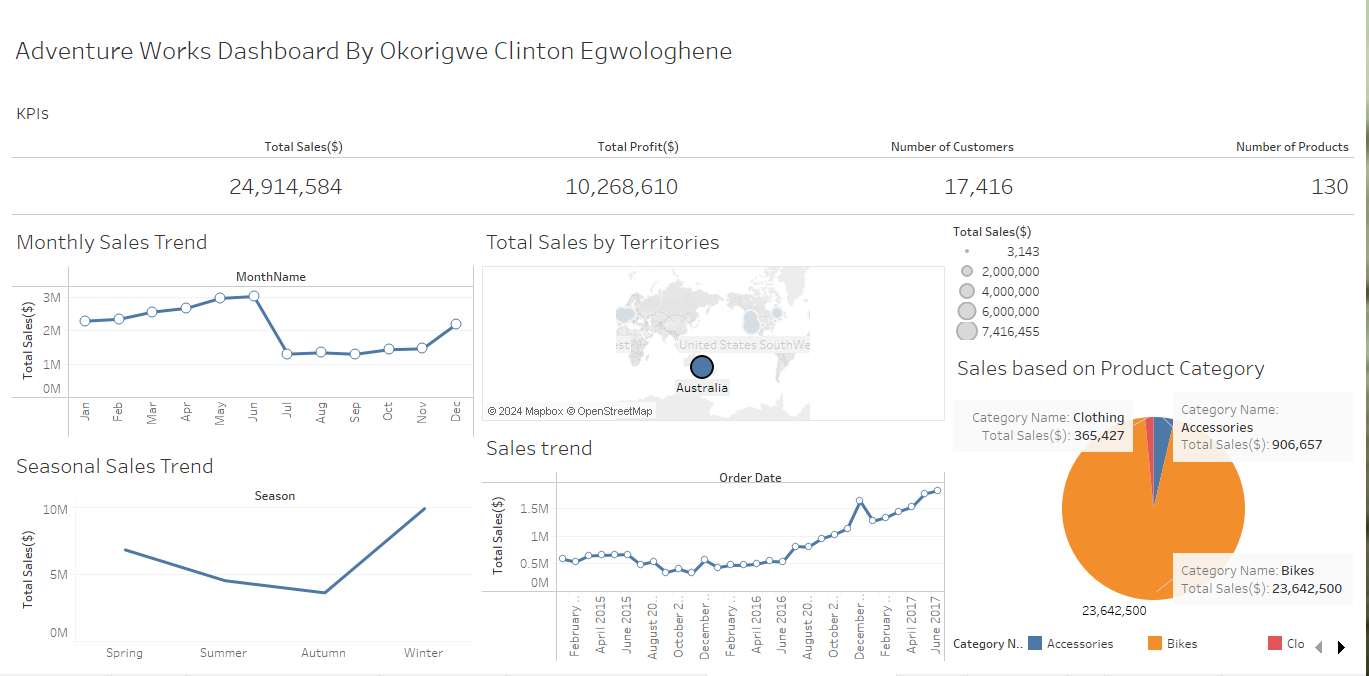 Adventure Works Dashboard By Okorigwe Clinton Egwologhene
KPIs
Total Sales($) Total Profit($) Number of Customers Number of Products
24,914,584 10,268,610 17,416 130
Monthly Sales Trend
MonthName
Total Sales($)
3M
2M
1M
0M
Jan Feb Mar Apr May Jun Jul Aug Sep Oct Nov Dec
Total Sales by Territories
United States SouthWe
Australia
© 2024 Mapbox © OpenStreetMap
Total Sales($)
3,143
2,000,000
4,000,000
6,000,000
7,416,455
Seasonal Sales Trend
Season
Total Sales($)
10M
5M
0M
Spring Summer Autumn Winter
Sales trend
Order Date
Total Sales($)
1.5M
1M
0.5M
0M
February .. April 2015 June 2015 August 20.. October 2.. December.. February .. April 2016 June 2016 August 20.. October 2.. December.. February .. April 2017 June 2017
Sales based on Product Category
Category Name: Clothing
Total Sales($): 365,427
Category Name:
Accessories
Total Sales($): 906,657
Category Name: Bikes
Total Sales($): 23,642,500
23,642,500
Category N.. Accessories Bikes Clo